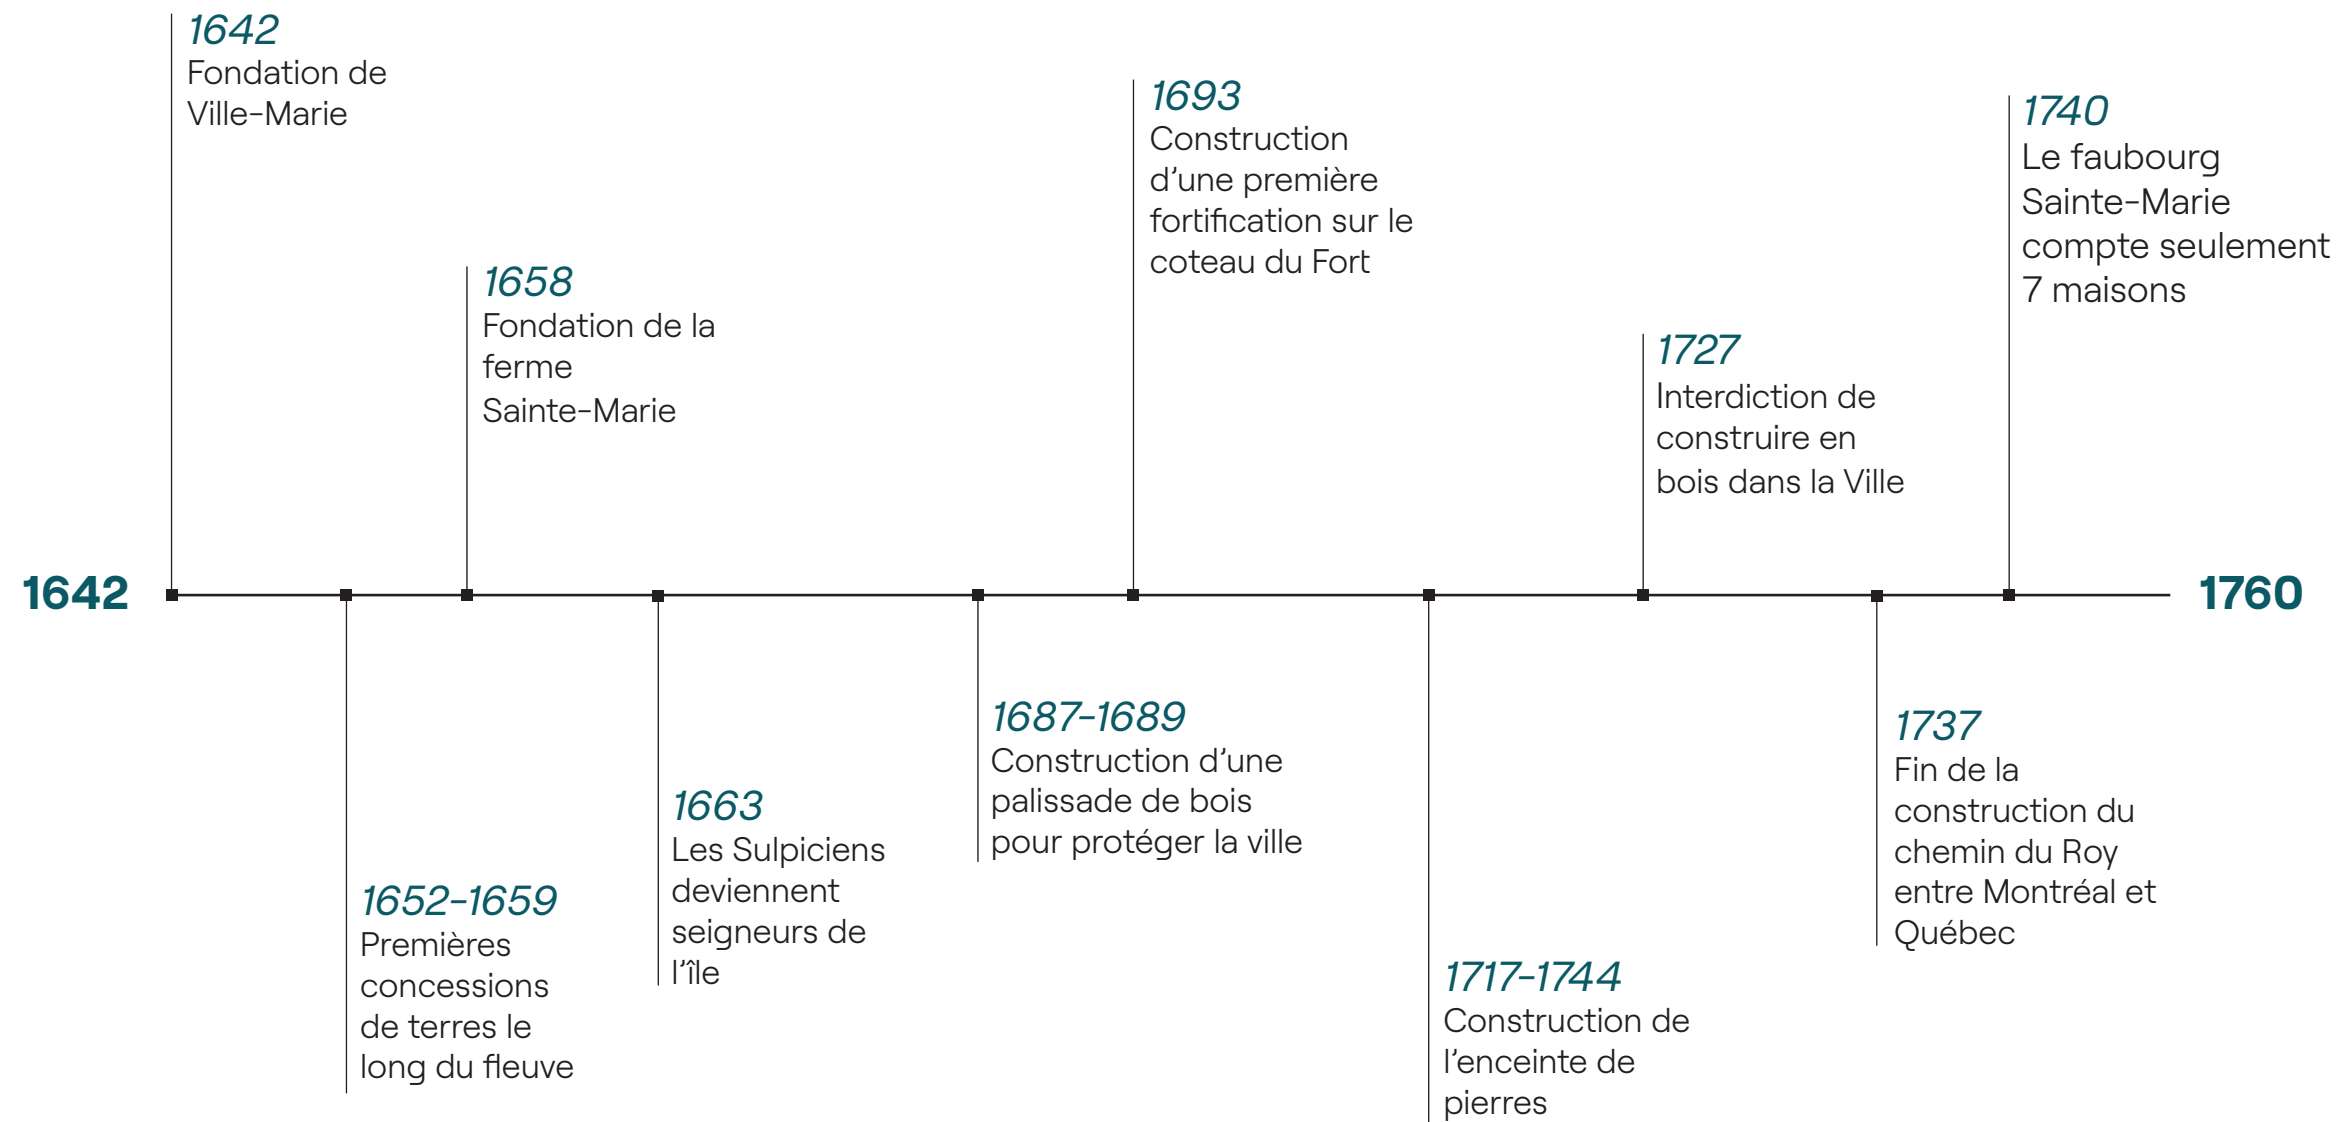 1642
1642
Fondation de
Ville-Marie
1652-1659
Premières
concessions
de terres le
long du fleuve
1658
Fondation de la
ferme
Sainte-Marie
1663
Les Sulpiciens
deviennent
seigneurs de
l’île
1687-1689
Construction d’une
palissade de bois
pour protéger la ville
1693
Construction
d’une première
fortification sur le
coteau du Fort
1717-1744
Construction de
l’enceinte de
pierres
1727
Interdiction de
construire en
bois dans la Ville
1737
Fin de la
construction du
chemin du Roy
entre Montréal et
Québec
1740
Le faubourg
Sainte-Marie
compte seulement
7 maisons
1760